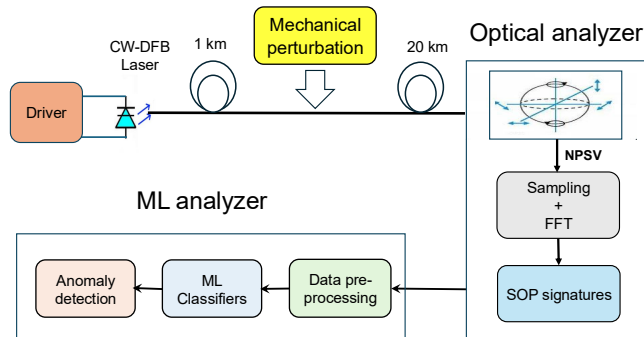 CW-DFB
Laser
1 km
Mechanical
perturbation
20 km
Optical analyzer
Driver
NPSV
Sampling
+
FFT
SOP signatures
ML analyzer
Anomaly
detection
ML
Classifiers
Data pre-
processing